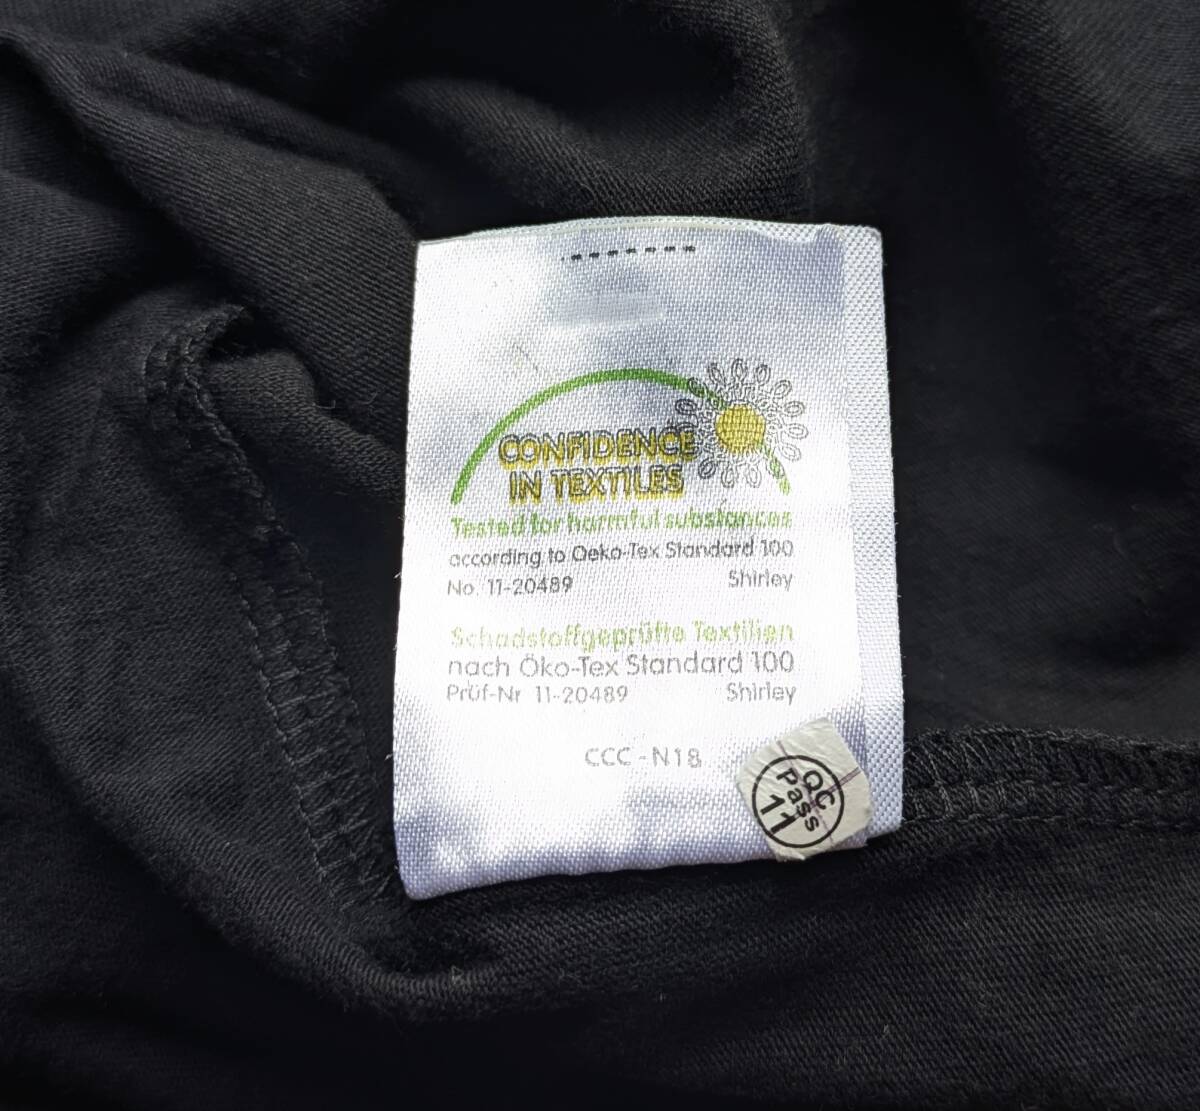 CONFIDENCE
IN TEXTILES
Tested for harmful substances
according to Oeko-Tex Standard 100
No. 11-20489 Shirley
Schadstoffgeprüfte Textilien
nach Öko-Tex Standard 100
Prüf-Nr 11-20489 Shirley
CCC - N18
QC
Pass
11